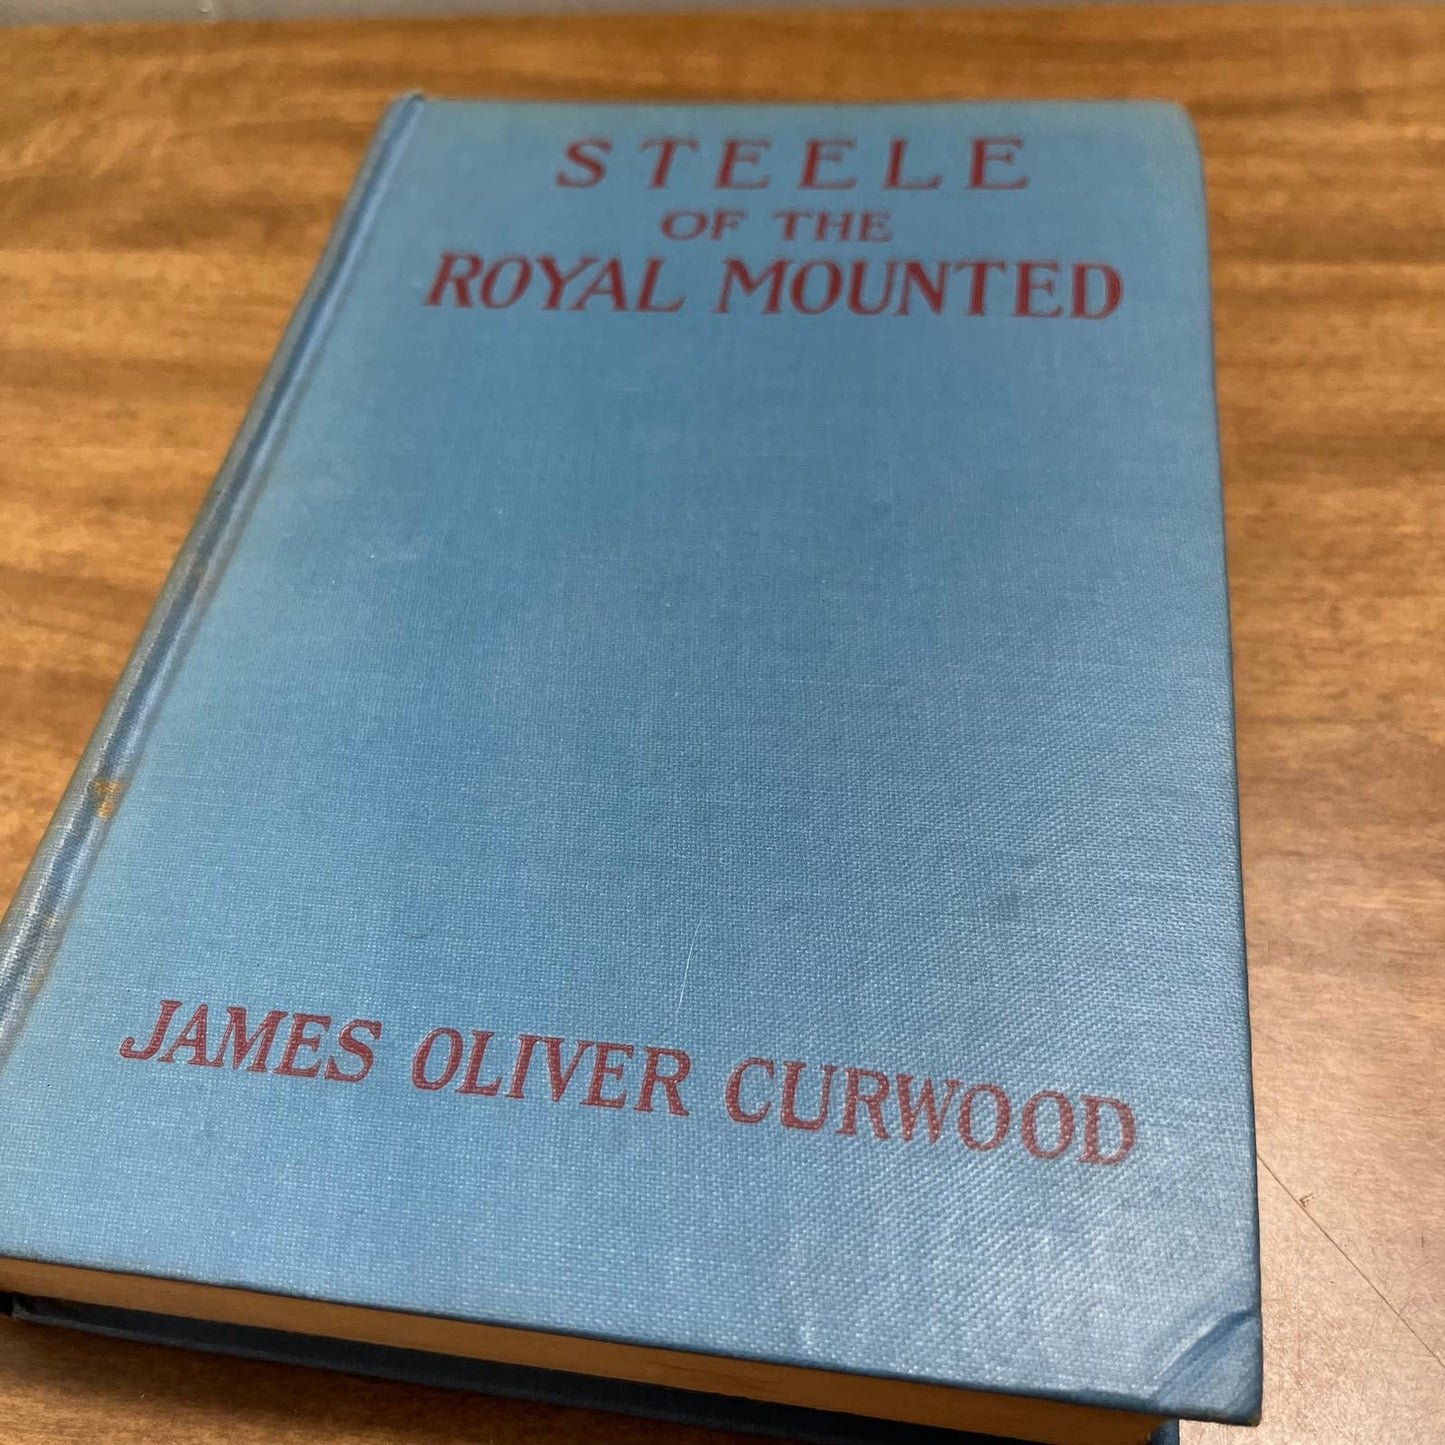 STEELE
OF THE
ROYAL MOUNTED
JAMES OLIVER CURWOOD